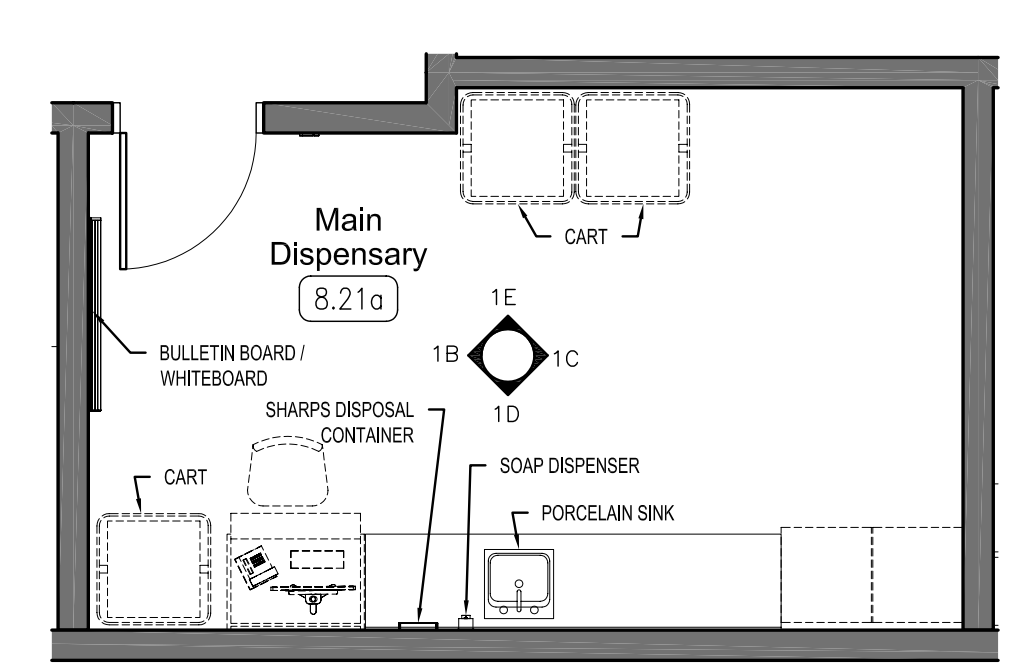 Main
Dispensary
8.21a
CART
1E
1B
1C
1D
BULLETIN BOARD /
WHITEBOARD
SHARPS DISPOSAL
CONTAINER
CART
SOAP DISPENSER
PORCELAIN SINK